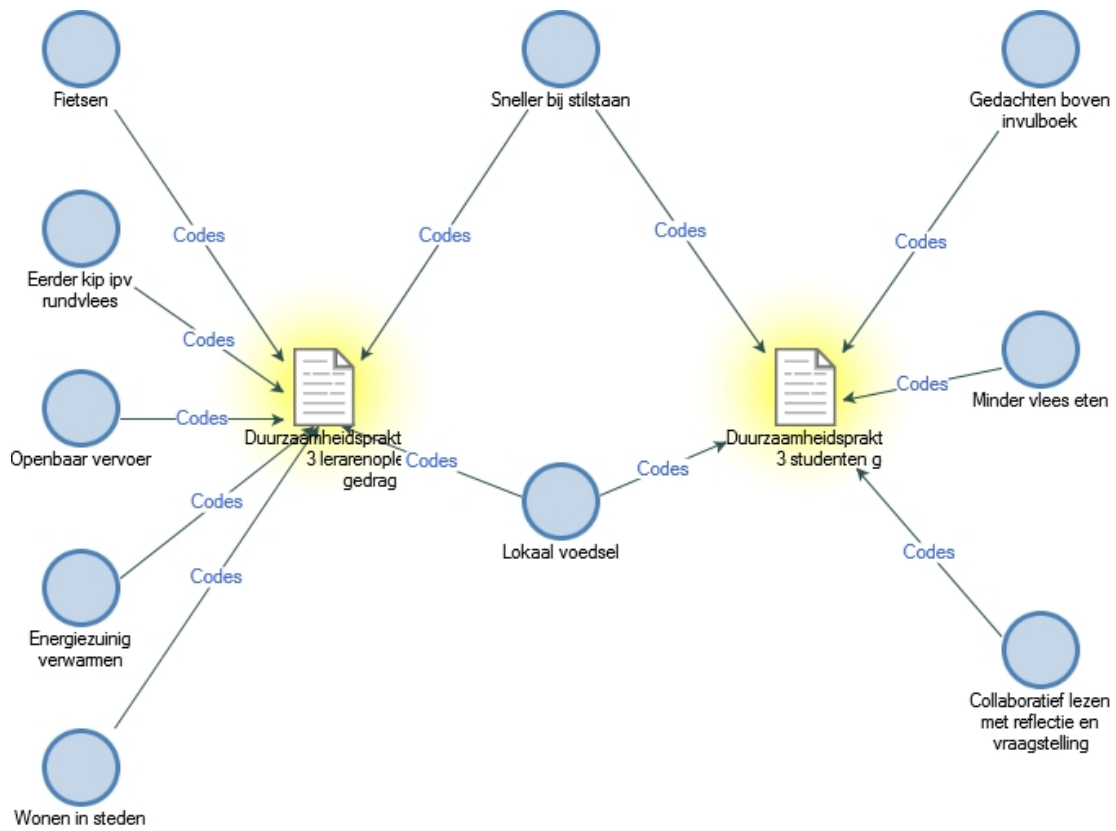 Fietsen
Sneller bij stilstaan
Gedachten boven
invulboek
Codes
Codes
Codes
Codes
Eerder kip ipv
rundvlees
Codes
Minder vlees eten
Codes
Openbaar vervoer
Codes
Duurzaamheidsprakt
3 lerarenople
gedrag
Duurzaamheidsprakt
3 studenten g
Codes
Codes
Lokaal voedsel
Codes
Codes
Codes
Energiezuinig
verwarmen
Collaboratief lezen
met reflectie en
vraagstelling
Wonen in steden